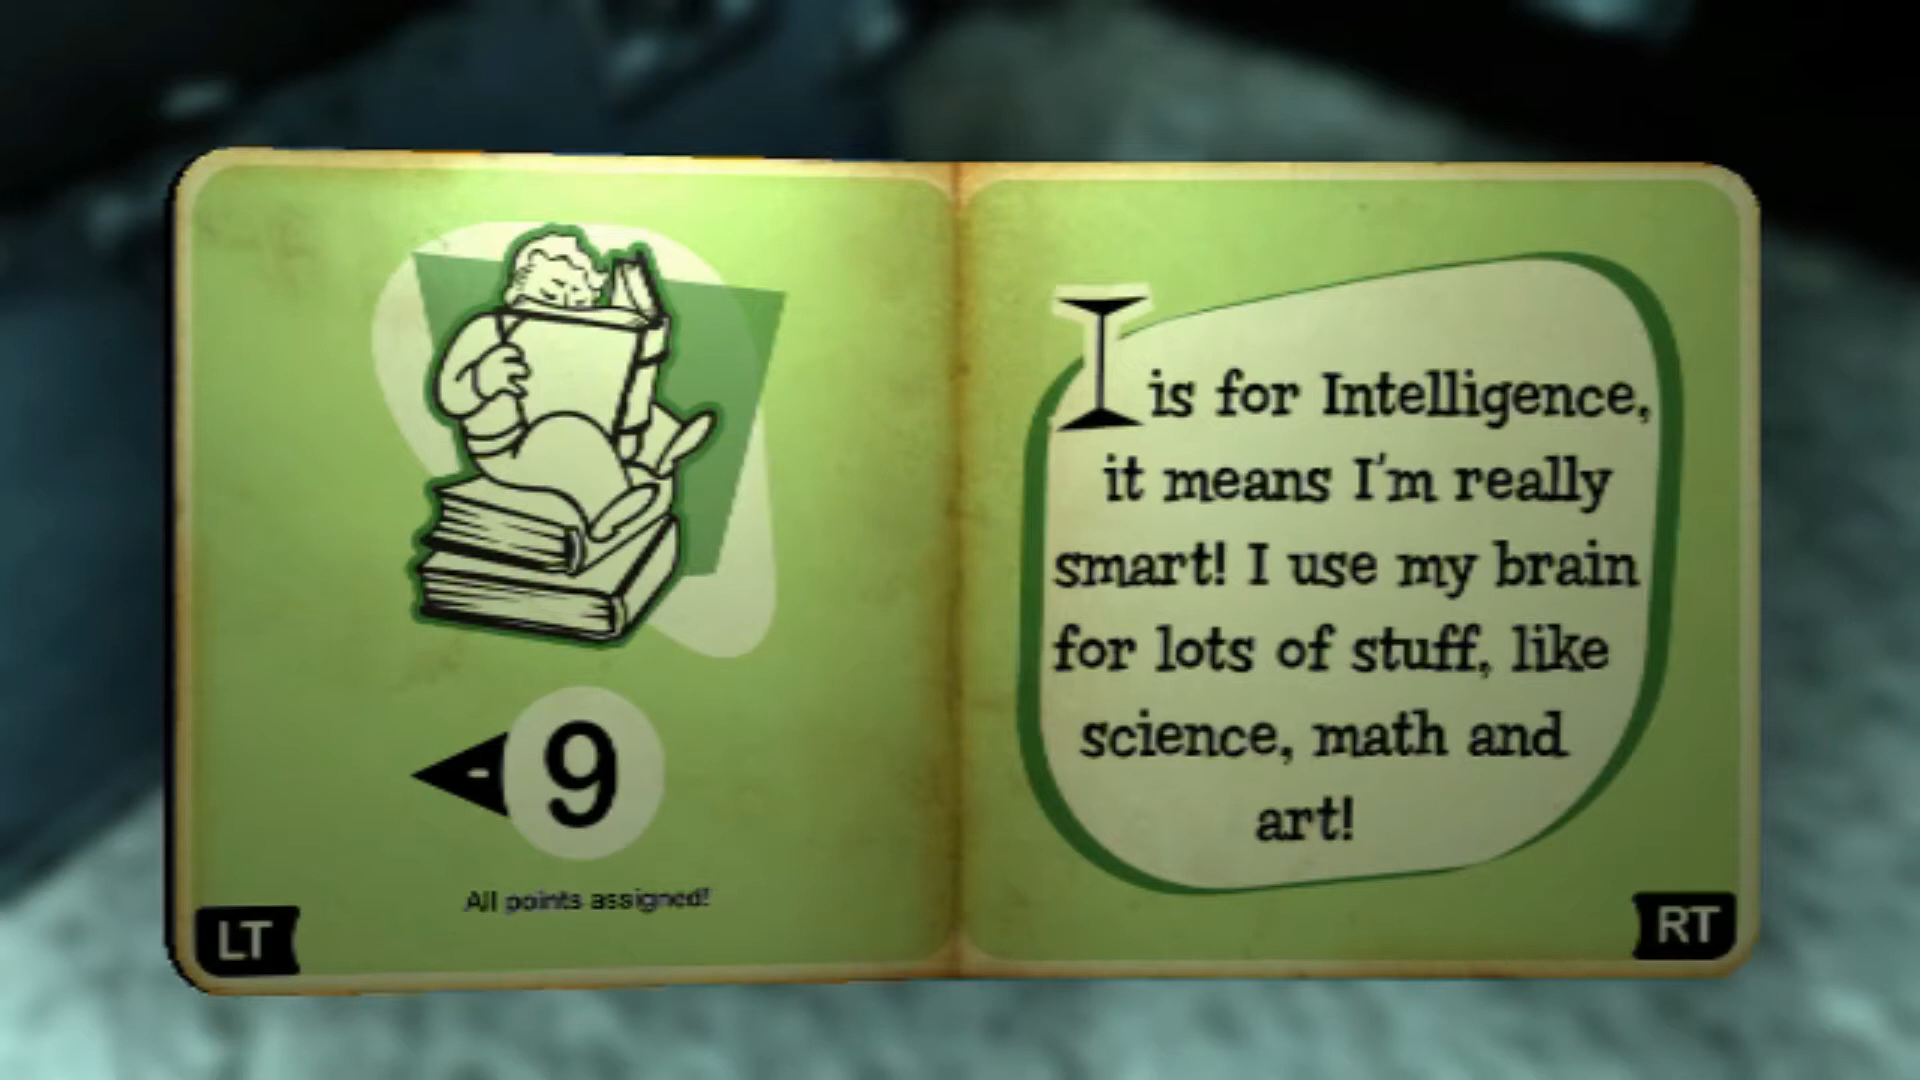 I is for Intelligence,
it means I'm really
smart! I use my brain
for lots of stuff, like
science, math and
art!
-
9
All points assigned!
LT
RT